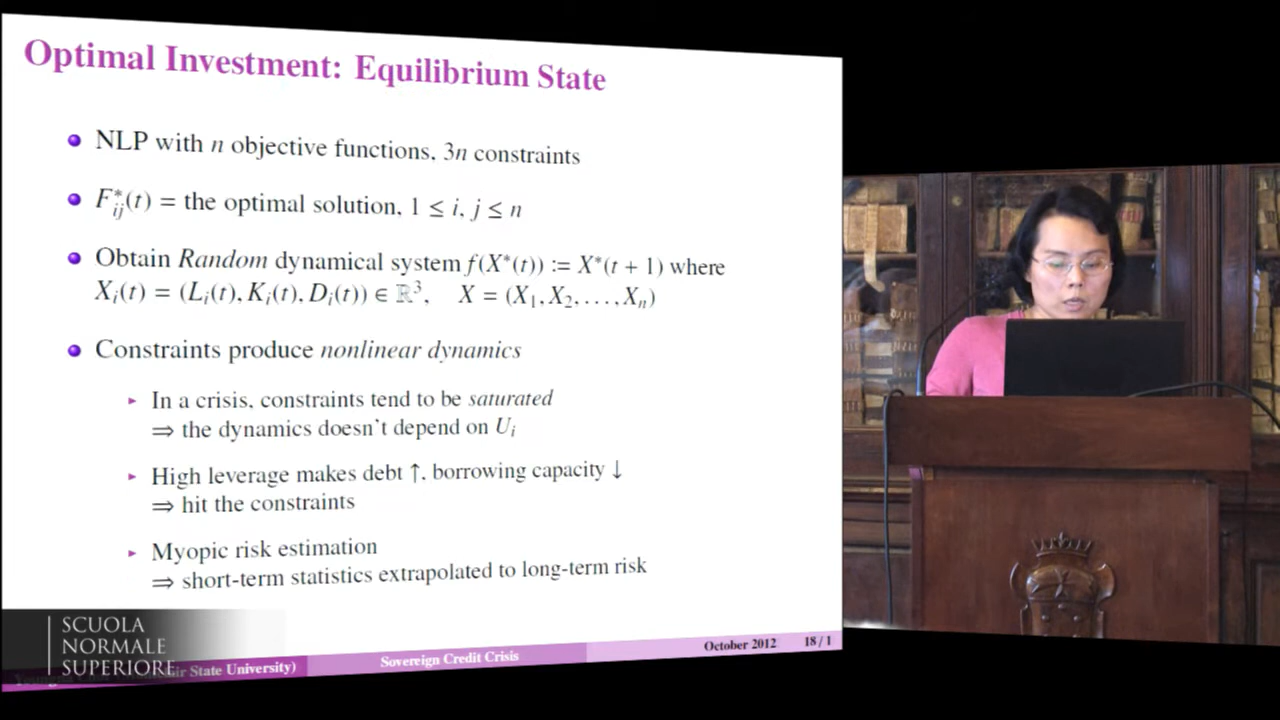 Optimal Investment: Equilibrium State
NLP with n objective functions, 3n constraints
F*ij(t) = the optimal solution, 1 ≤ i, j ≤ n
Obtain Random dynamical system f(X*(t)) := X*(t + 1) where
Xi(t) = (Li(t), Ki(t), Di(t)) ∈ ℝ³, X = (X1, X2, . . . , Xn)
Constraints produce nonlinear dynamics
In a crisis, constraints tend to be saturated
⇒ the dynamics doesn't depend on Ui
High leverage makes debt ↑, borrowing capacity ↓
⇒ hit the constraints
Myopic risk estimation
⇒ short-term statistics extrapolated to long-term risk
SCUOLA
NORMALE
SUPERIORE
State University)
Sovereign Credit Crisis
October 2012 18 / 1